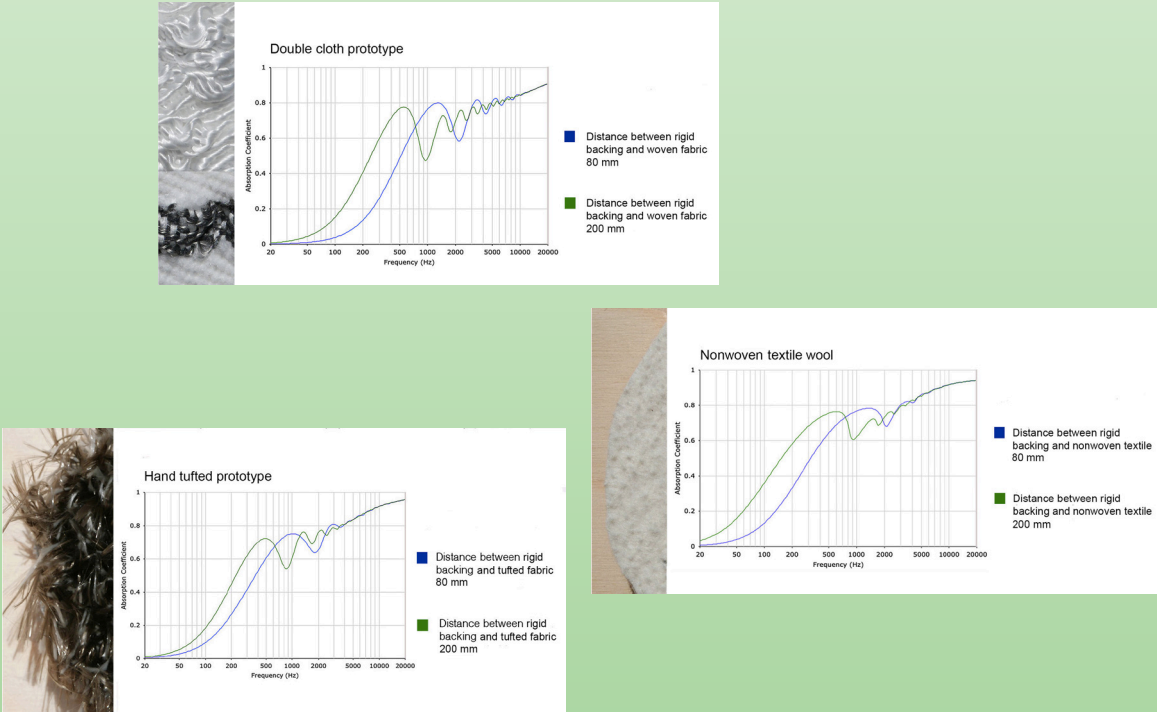 Double cloth prototype
1
0.8
0.6
0.4
0.2
0
Absorption Coefficient
20 50 100 200 500 1000 2000 5000 10000 20000
Frequency (Hz)
Distance between rigid
backing and woven fabric
80 mm
Distance between rigid
backing and woven fabric
200 mm
Nonwoven textile wool
1
0.8
0.6
0.4
0.2
0
Absorption Coefficient
20 50 100 200 500 1000 2000 5000 10000 20000
Frequency (Hz)
Distance between rigid
backing and nonwoven textile
80 mm
Distance between rigid
backing and nonwoven textile
200 mm
Hand tufted prototype
1
0.8
0.6
0.4
0.2
0
Absorption Coefficient
20 50 100 200 500 1000 2000 5000 10000 20000
Frequency (Hz)
Distance between rigid
backing and tufted fabric
80 mm
Distance between rigid
backing and tufted fabric
200 mm